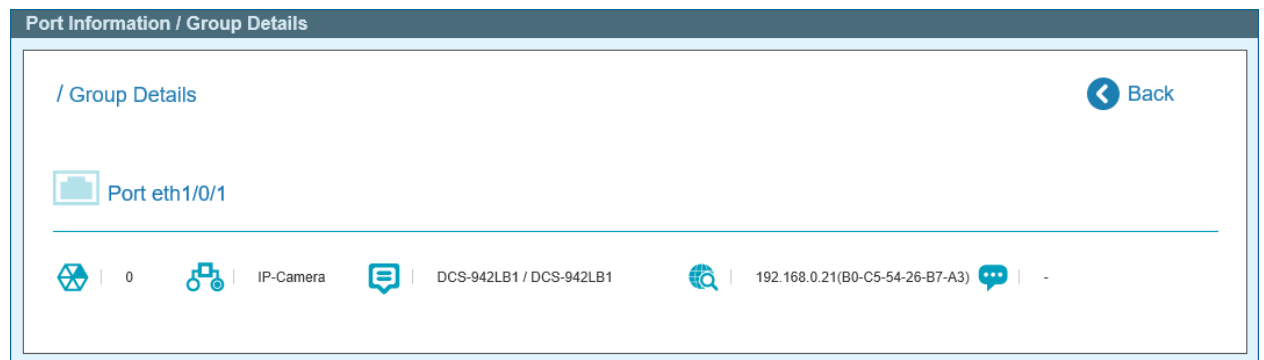 Port Information / Group Details
/ Group Details
Back
Port eth1/0/1
0 IP-Camera DCS-942LB1 / DCS-942LB1 192.168.0.21(B0-C5-54-26-B7-A3) -